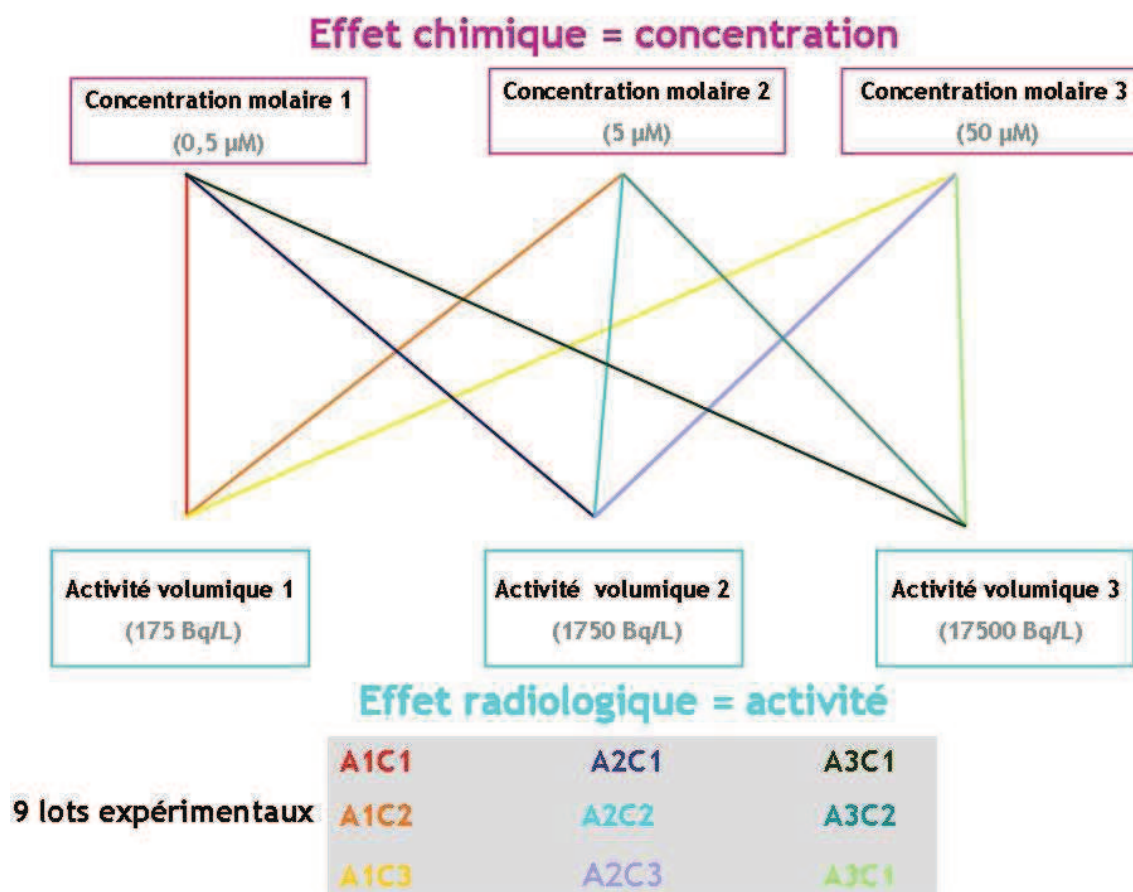 Effet chimique = concentration
Concentration molaire 1
(0,5 µM)
Concentration molaire 2
(5 µM)
Concentration molaire 3
(50 µM)
Activité volumique 1
(175 Bq/L)
Activité volumique 2
(1750 Bq/L)
Activité volumique 3
(17500 Bq/L)
Effet radiologique = activité
9 lots expérimentaux
A1C1 A2C1 A3C1
A1C2 A2C2 A3C2
A1C3 A2C3 A3C1